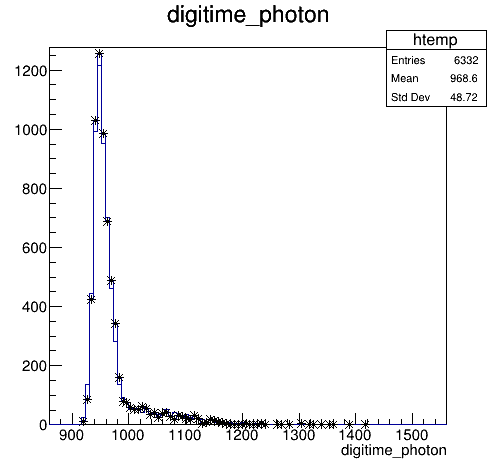 digitime_photon
htemp
Entries 6332
Mean 968.6
Std Dev 48.72
1200
1000
800
600
400
200
0
900 1000 1100 1200 1300 1400 1500
digitime_photon